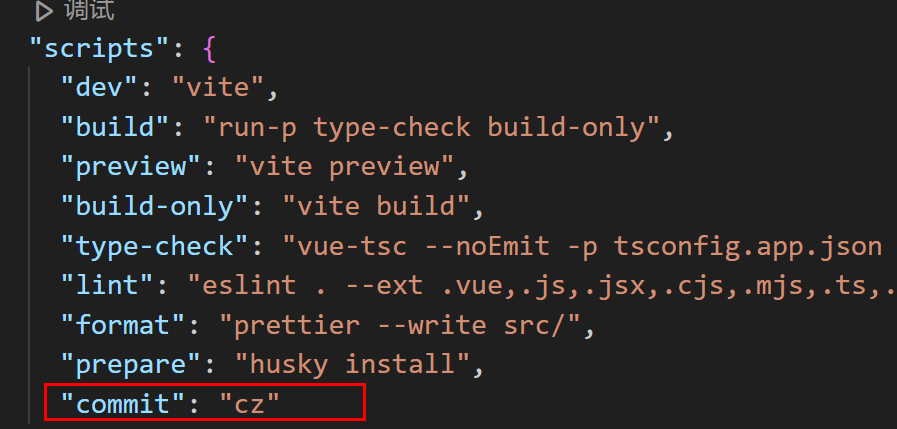 调试
"scripts": {
"dev": "vite",
"build": "run-p type-check build-only",
"preview": "vite preview",
"build-only": "vite build",
"type-check": "vue-tsc --noEmit -p tsconfig.app.json
"lint": "eslint . --ext .vue,.js,.jsx,.cjs,.mjs,.ts,.
"format": "prettier --write src/",
"prepare": "husky install",
"commit": "cz"